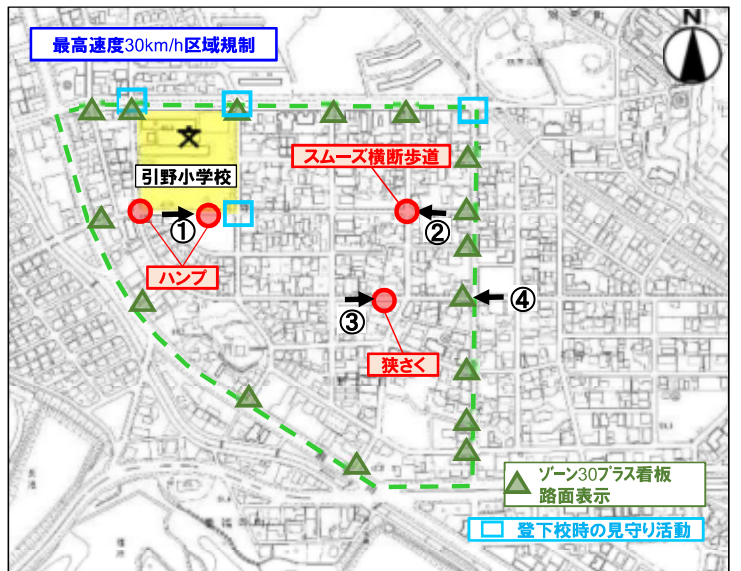 最高速度30km/h区域規制
N
スムーズ横断歩道
引野小学校
①
②
ハンプ
③
④
狭さく
ゾーン30プラス看板
路面表示
登下校時の見守り活動